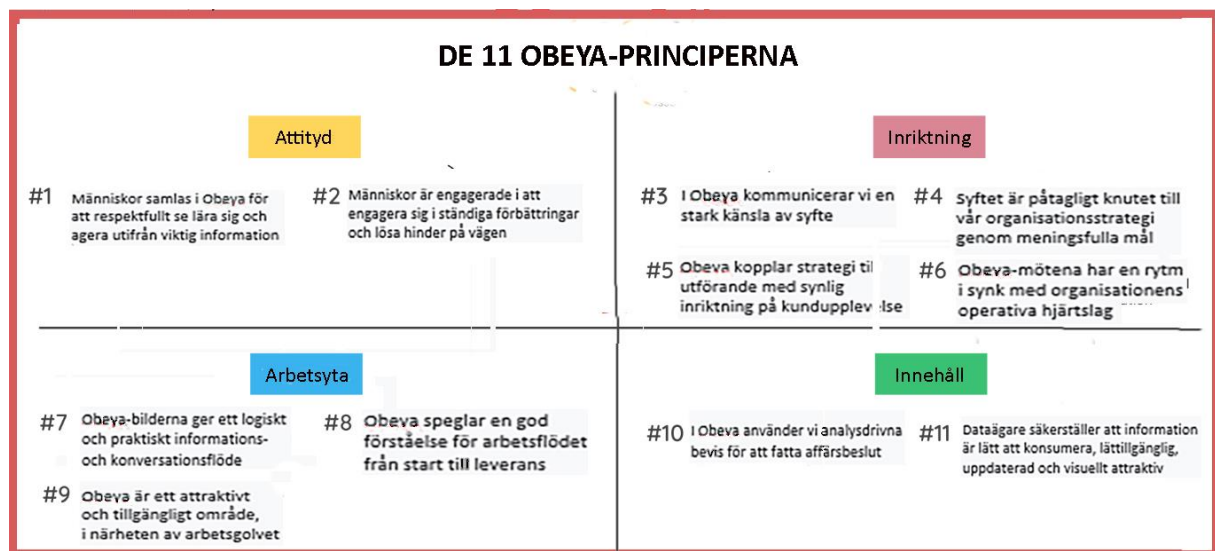 DE 11 OBEYA-PRINCIPERNA
Attityd
#1
Människor samlas i Obeya för
att respektfullt se lära sig och
agera utifrån viktig information
#2
Människor är engagerade i att
engagera sig i ständiga förbättringar
och lösa hinder på vägen
Inriktning
#3
I Obeya kommunicerar vi en
stark känsla av syfte
#4
Syftet är påtagligt knutet till
vår organisationsstrategi
genom meningsfulla mål
#5
Obeya kopplar strategi til
utförande med synlig
inriktning på kundupplevelse
#6
Obeya-mötena har en rytm
i synk med organisationens
operativa hjärtslag
Arbetsyta
#7
Obeya-bilderna ger ett logiskt
och praktiskt informations-
och konversationsflöde
#8
Obeya speglar en god
förståelse för arbetsflödet
från start till leverans
#9
Obeya är ett attraktivt
och tillgängligt område,
i närheten av arbetsgolvet
Innehåll
#10
I Obeya använder vi analysdrivna
bevis för att fatta affärsbeslut
#11
Dataägare säkerställer att information
är lätt att konsumera, lättillgänglig,
uppdaterad och visuellt attraktiv